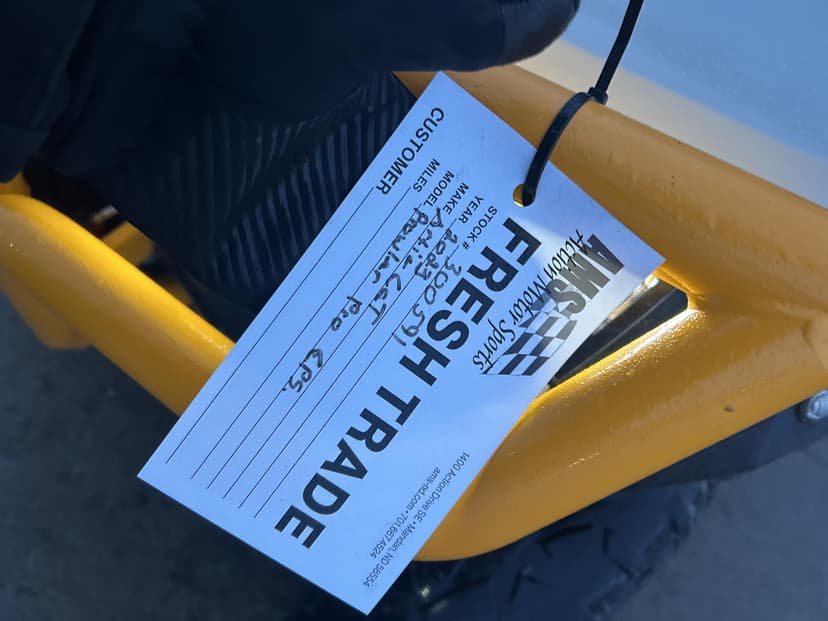 AMS
Action Motor Sports
FRESH TRADE
STOCK # 300591
YEAR 2023
MAKE Artic Cat
MODEL Prowler Pro EPS.
MILES
CUSTOMER
1400 Action Drive SE • Mandan, ND 58554
ams-nd.com • 701.667.4524